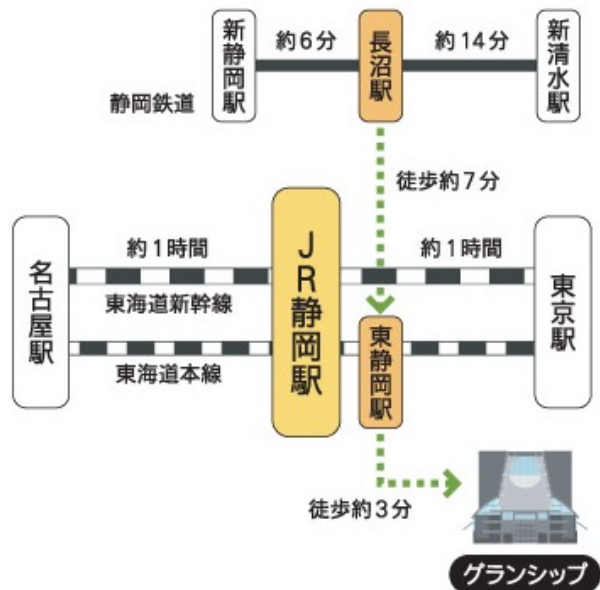 新静岡駅
約6分
長沼駅
約14分
新清水駅
静岡鉄道
徒歩約7分
名古屋駅
約1時間
東海道新幹線
東海道本線
JR静岡駅
約1時間
東静岡駅
東京駅
徒歩約3分
グランシップ